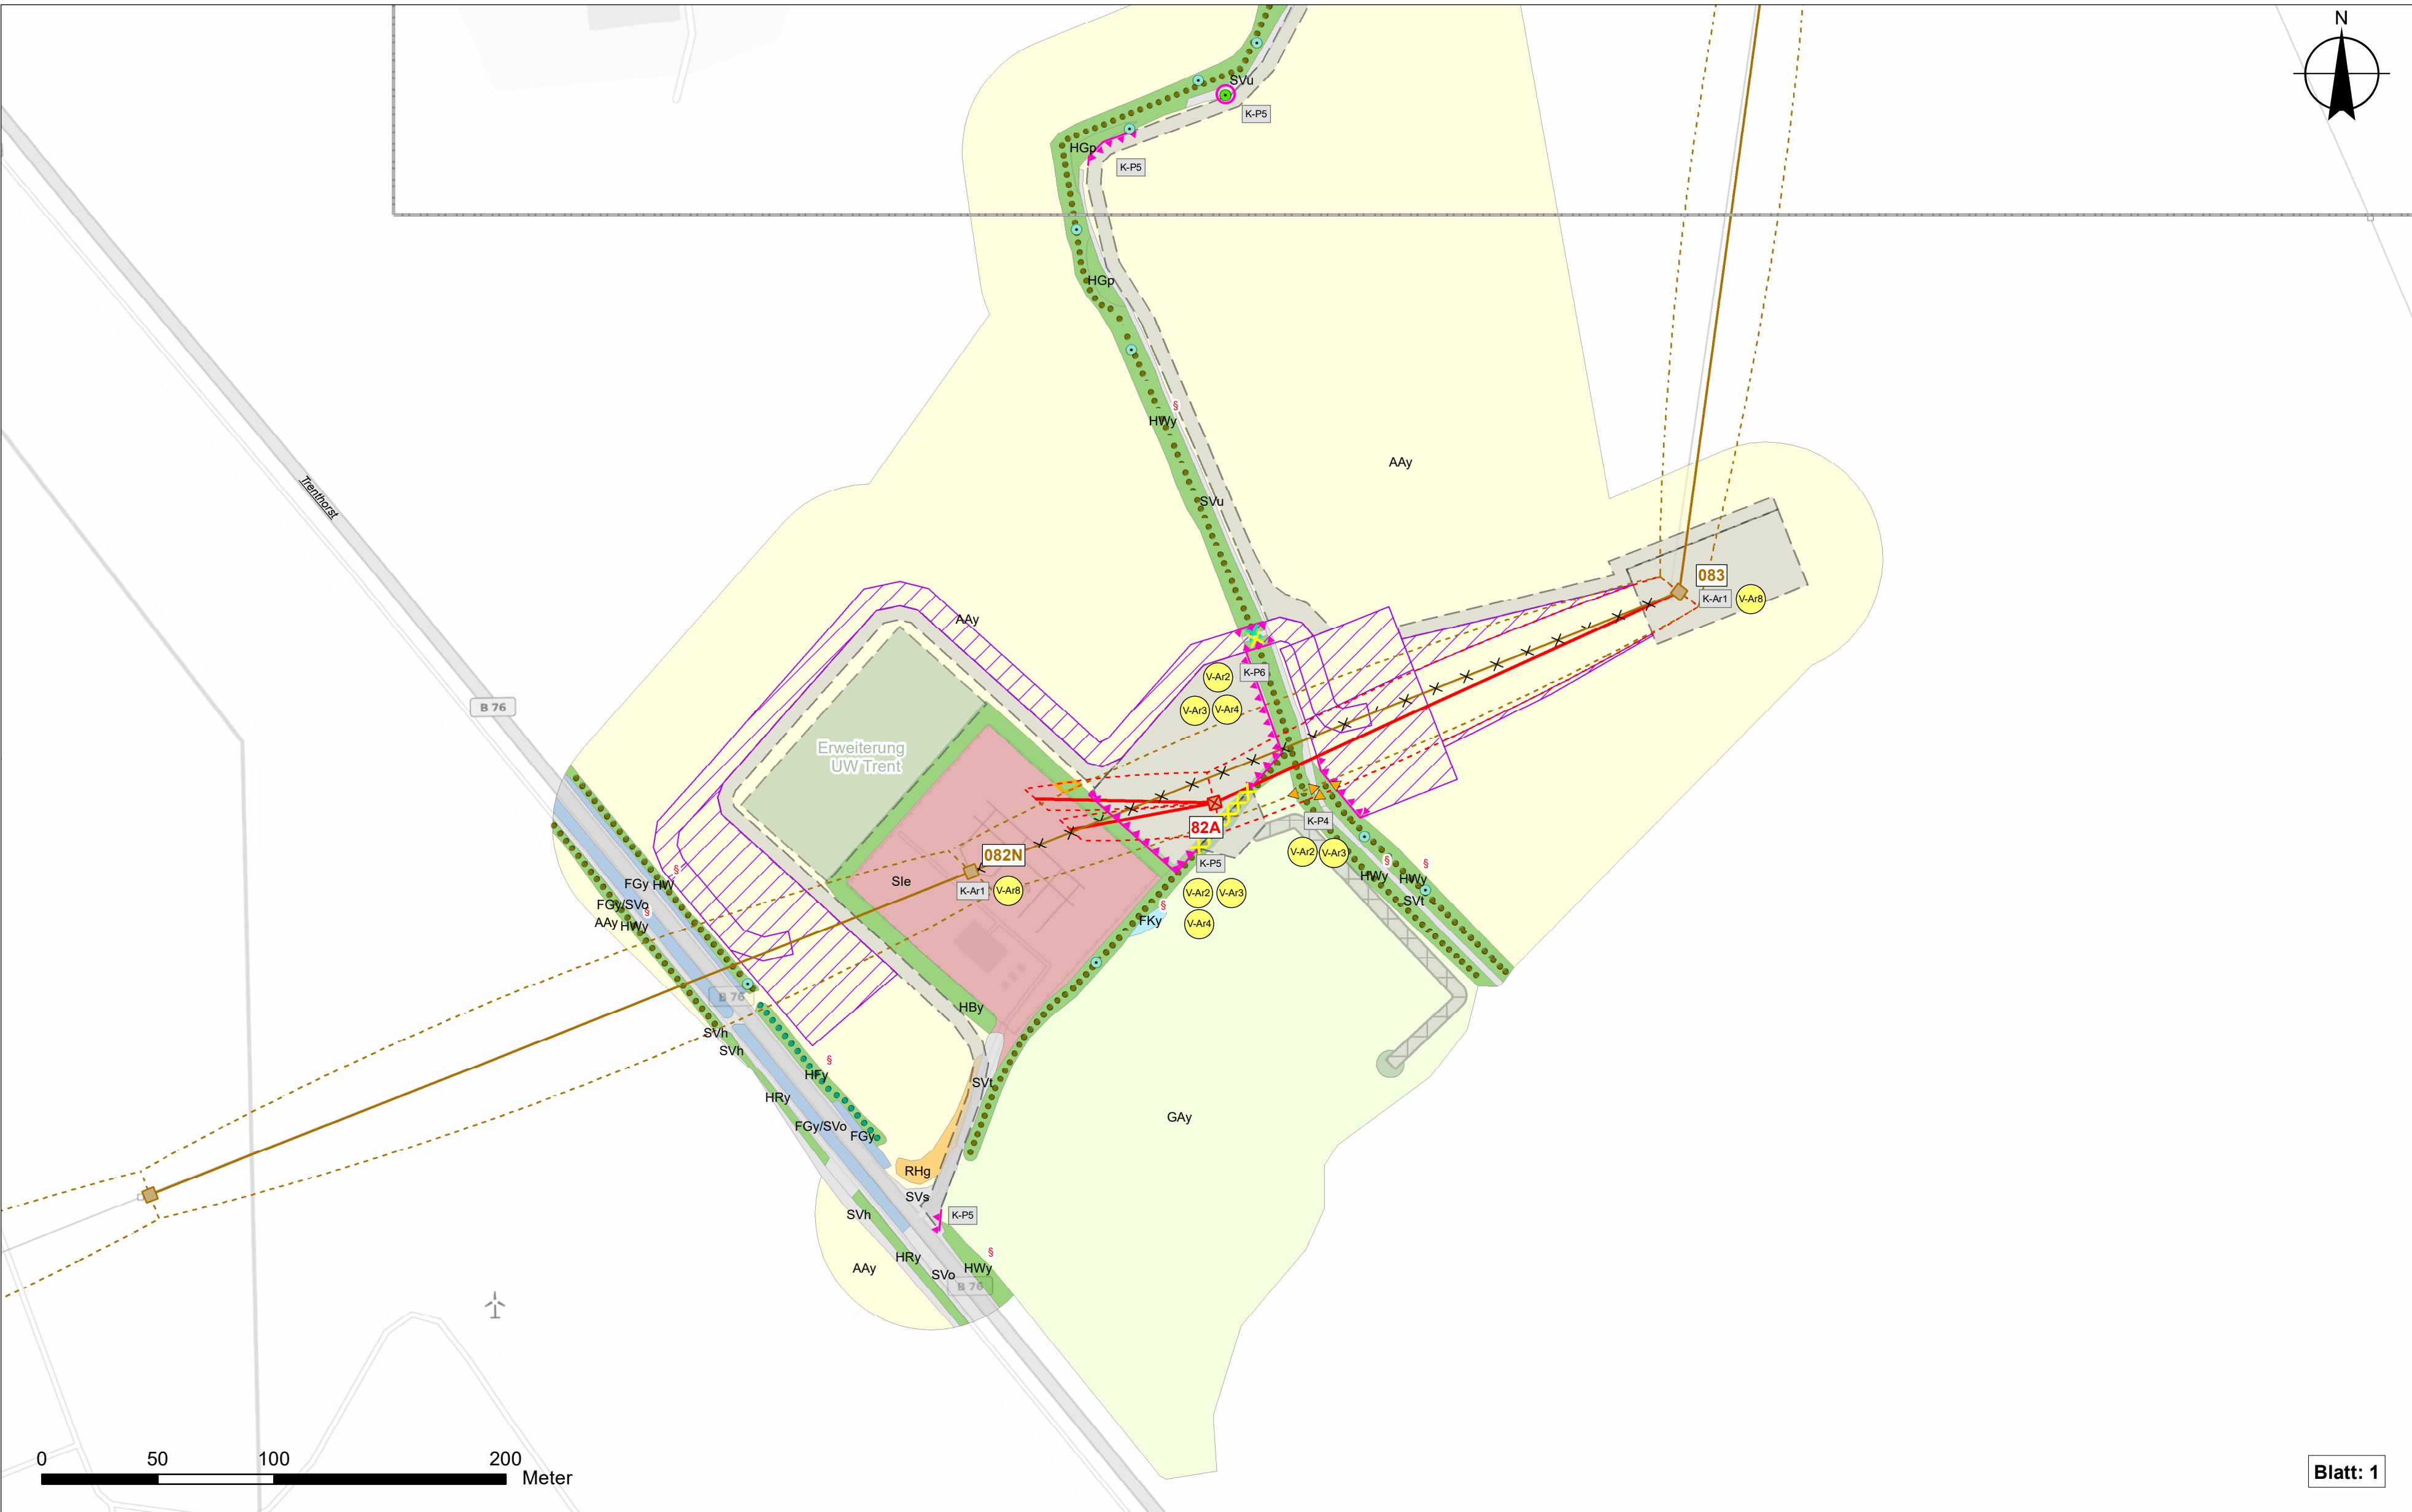 N
SVu
K-P5
HGp
K-P5
HGp
§
HWy
AAy
Trenthorst
SVu
083
K-Ar1
V-Ar8
AAy
K-P6
V-Ar2
V-Ar3
V-Ar4
B 76
Erweiterung
UW Trent
82A
K-P4
082N
V-Ar2
V-Ar3
K-P5
§
§
§
SIe
FGy
HW
K-Ar1
V-Ar8
V-Ar2
V-Ar3
HWy
HWy
FGy/SVo
§
§
SVt
AAy
HWy
FKy
V-Ar4
B 76
HBy
SVh
SVh
§
HFy
SVt
HRy
GAy
FGy/SVo
FGy
RHg
SVs
SVh
K-P5
§
HRy
AAy
HWy
SVo
B 76
0
50
100
200
Meter
Blatt: 1